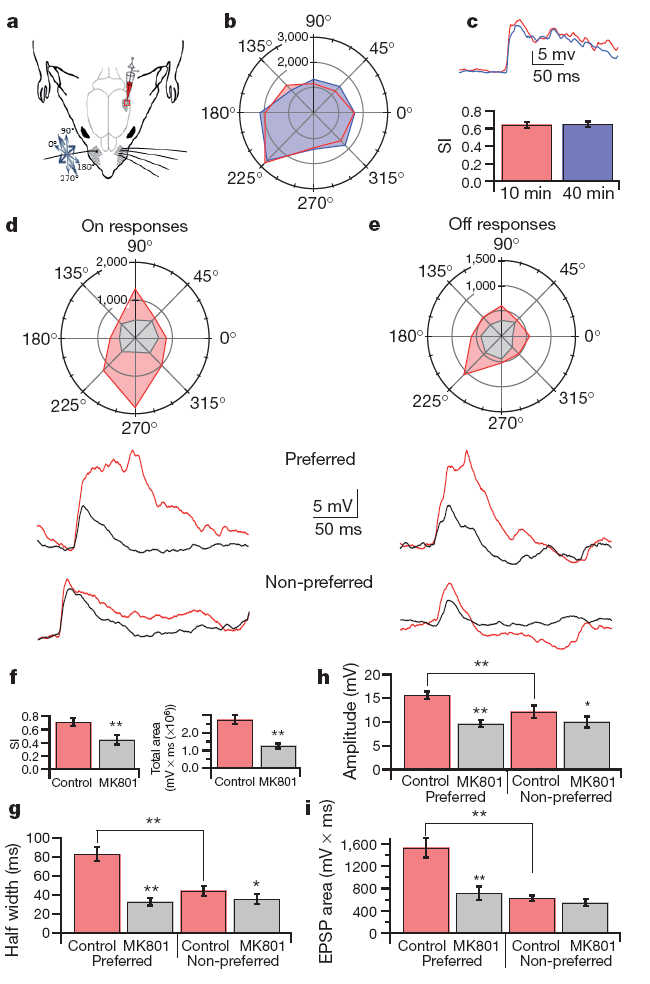 a
90°
0°
180°
270°
b
90°
3,000
2,000
135°
45°
180°
0°
225°
315°
270°
c
5 mv
50 ms
SI
0.8
0.6
0.4
0.2
0.0
10 min
40 min
d
On responses
90°
2,000
135°
45°
1,000
180°
0°
225°
315°
270°
e
Off responses
90°
1,500
135°
45°
1,000
180°
0°
225°
315°
270°
Preferred
5 mV
50 ms
Non-preferred
f
SI
0.8
0.6
0.4
0.2
0.0
**
Control MK801
Total area
(mV × ms (×10⁶))
2.0
1.0
0.0
**
Control MK801
h
Amplitude (mV)
20
15
10
5
0
**
**
*
Control MK801 Control MK801
Preferred Non-preferred
g
Half width (ms)
100
80
60
40
20
0
**
**
*
Control MK801 Control MK801
Preferred Non-preferred
i
EPSP area (mV × ms)
1,600
1200
800
400
0
**
**
Control MK801 Control MK801
Preferred Non-preferred